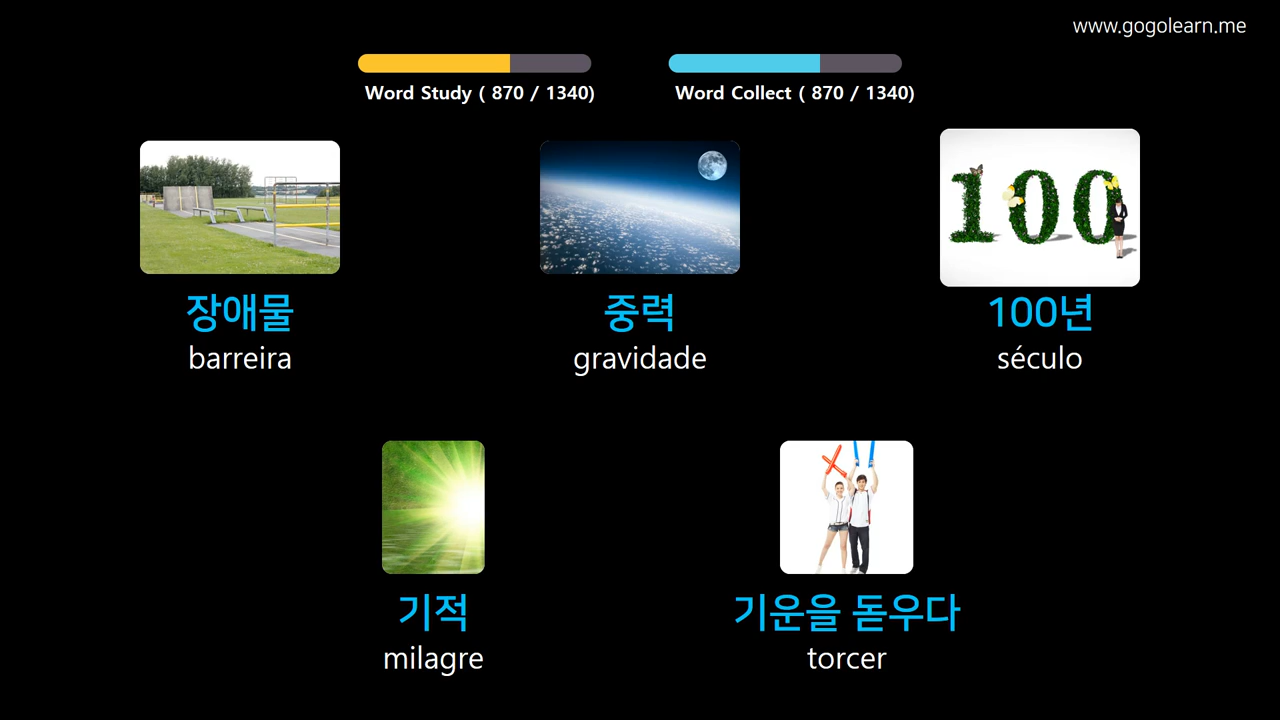 www.gogolearn.me
Word Study ( 870 / 1340)
Word Collect ( 870 / 1340)
장애물
barreira
중력
gravidade
100
100년
século
기적
milagre
기운을 돋우다
torcer